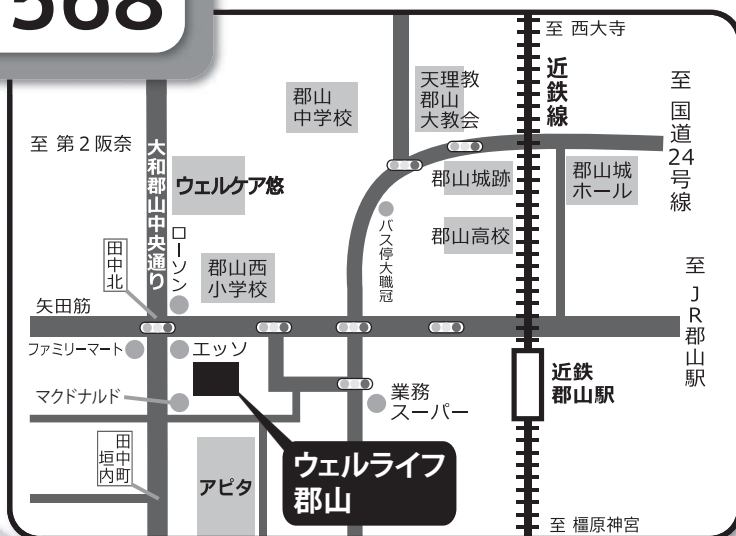 568
至 西大寺
近鉄線
至 国道24号線
天理教
郡山
大教会
郡山
中学校
至 第2阪奈
大和郡山中央通り
ウェルケア悠
郡山城跡
郡山城
ホール
バス停大職冠
郡山高校
田中北
ローソン
郡山西
小学校
至 JR郡山駅
矢田筋
ファミリーマート
エッソ
マクドナルド
業務
スーパー
近鉄
郡山駅
田中町
垣内
アピタ
ウェルライフ
郡山
至 橿原神宮